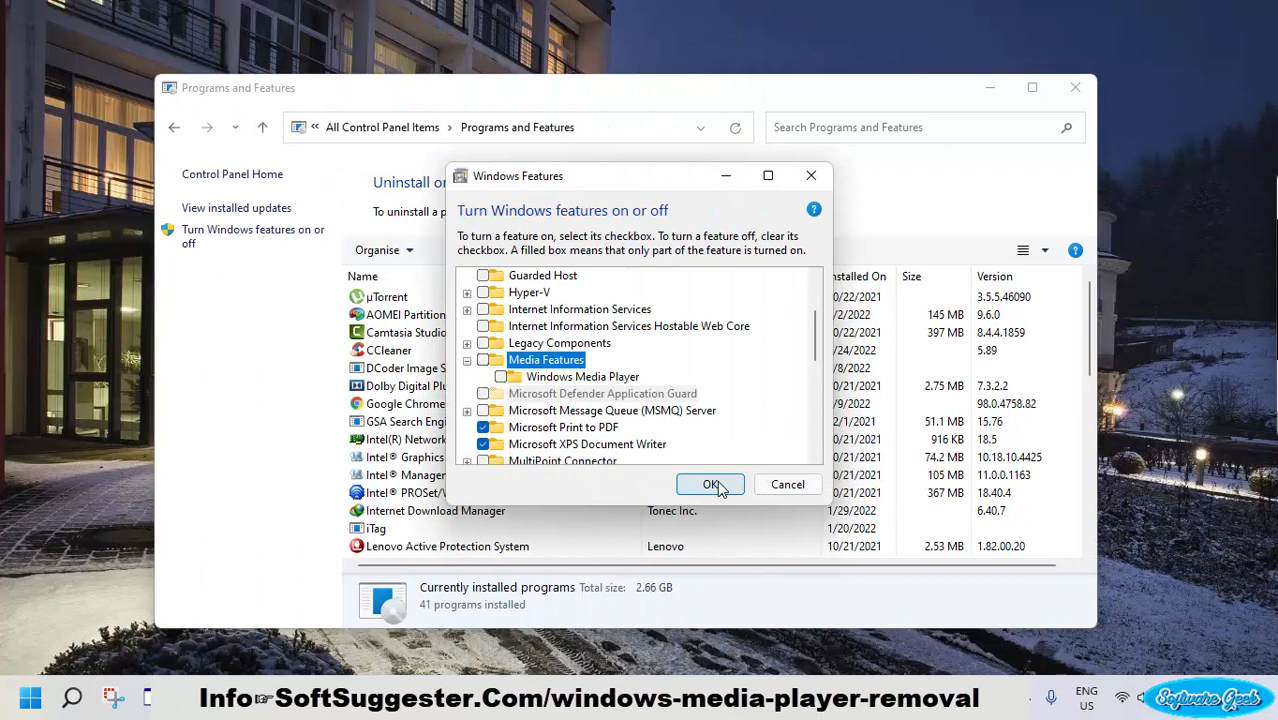 Programs and Features
All Control Panel Items > Programs and Features
Search Programs and Features
Control Panel Home
View installed updates
Turn Windows features on or
off
Uninstall or
To uninstall a p
Organise
Windows Features
Turn Windows features on or off
To turn a feature on, select its checkbox. To turn a feature off, clear its
checkbox. A filled box means that only part of the feature is turned on.
Guarded Host
Hyper-V
Internet Information Services
Internet Information Services Hostable Web Core
Legacy Components
Media Features
Windows Media Player
Microsoft Defender Application Guard
Microsoft Message Queue (MSMQ) Server
Microsoft Print to PDF
Microsoft XPS Document Writer
MultiPoint Connector
OK
Cancel
Name nstalled On Size Version
µTorrent 0/22/2021 3.5.5.46090
AOMEI Partition /2/2022 145 MB 9.6.0
Camtasia Studio 397 MB 8.4.4.1859
CCleaner /24/2022 5.89
DCoder Image S
Dolby Digital Plu 0/21/2021 2.75 MB 7.3.2.2
Google Chrome /9/2022 98.0.4758.82
GSA Search Eng 51.1 MB 15.76
Intel(R) Network 0/21/2021 916 KB 18.5
Intel® Graphics 0/21/2021 104 MB 10.18.10.4425
Intel® Manager 0/21/2021 105 MB 11.0.0.1163
Intel® PROSet/ 0/21/2021 367 MB 18.40.4
Internet Download Manager Tonec Inc. 1/29/2022 6.40.7
iTag 1/20/2022
Lenovo Active Protection System Lenovo 10/21/2021 2.53 MB 1.82.00.20
Currently installed programs Total size: 2.66 GB
41 programs installed
Info☞SoftSuggester.Com/windows-media-player-removal
ENG
US
Software Geek